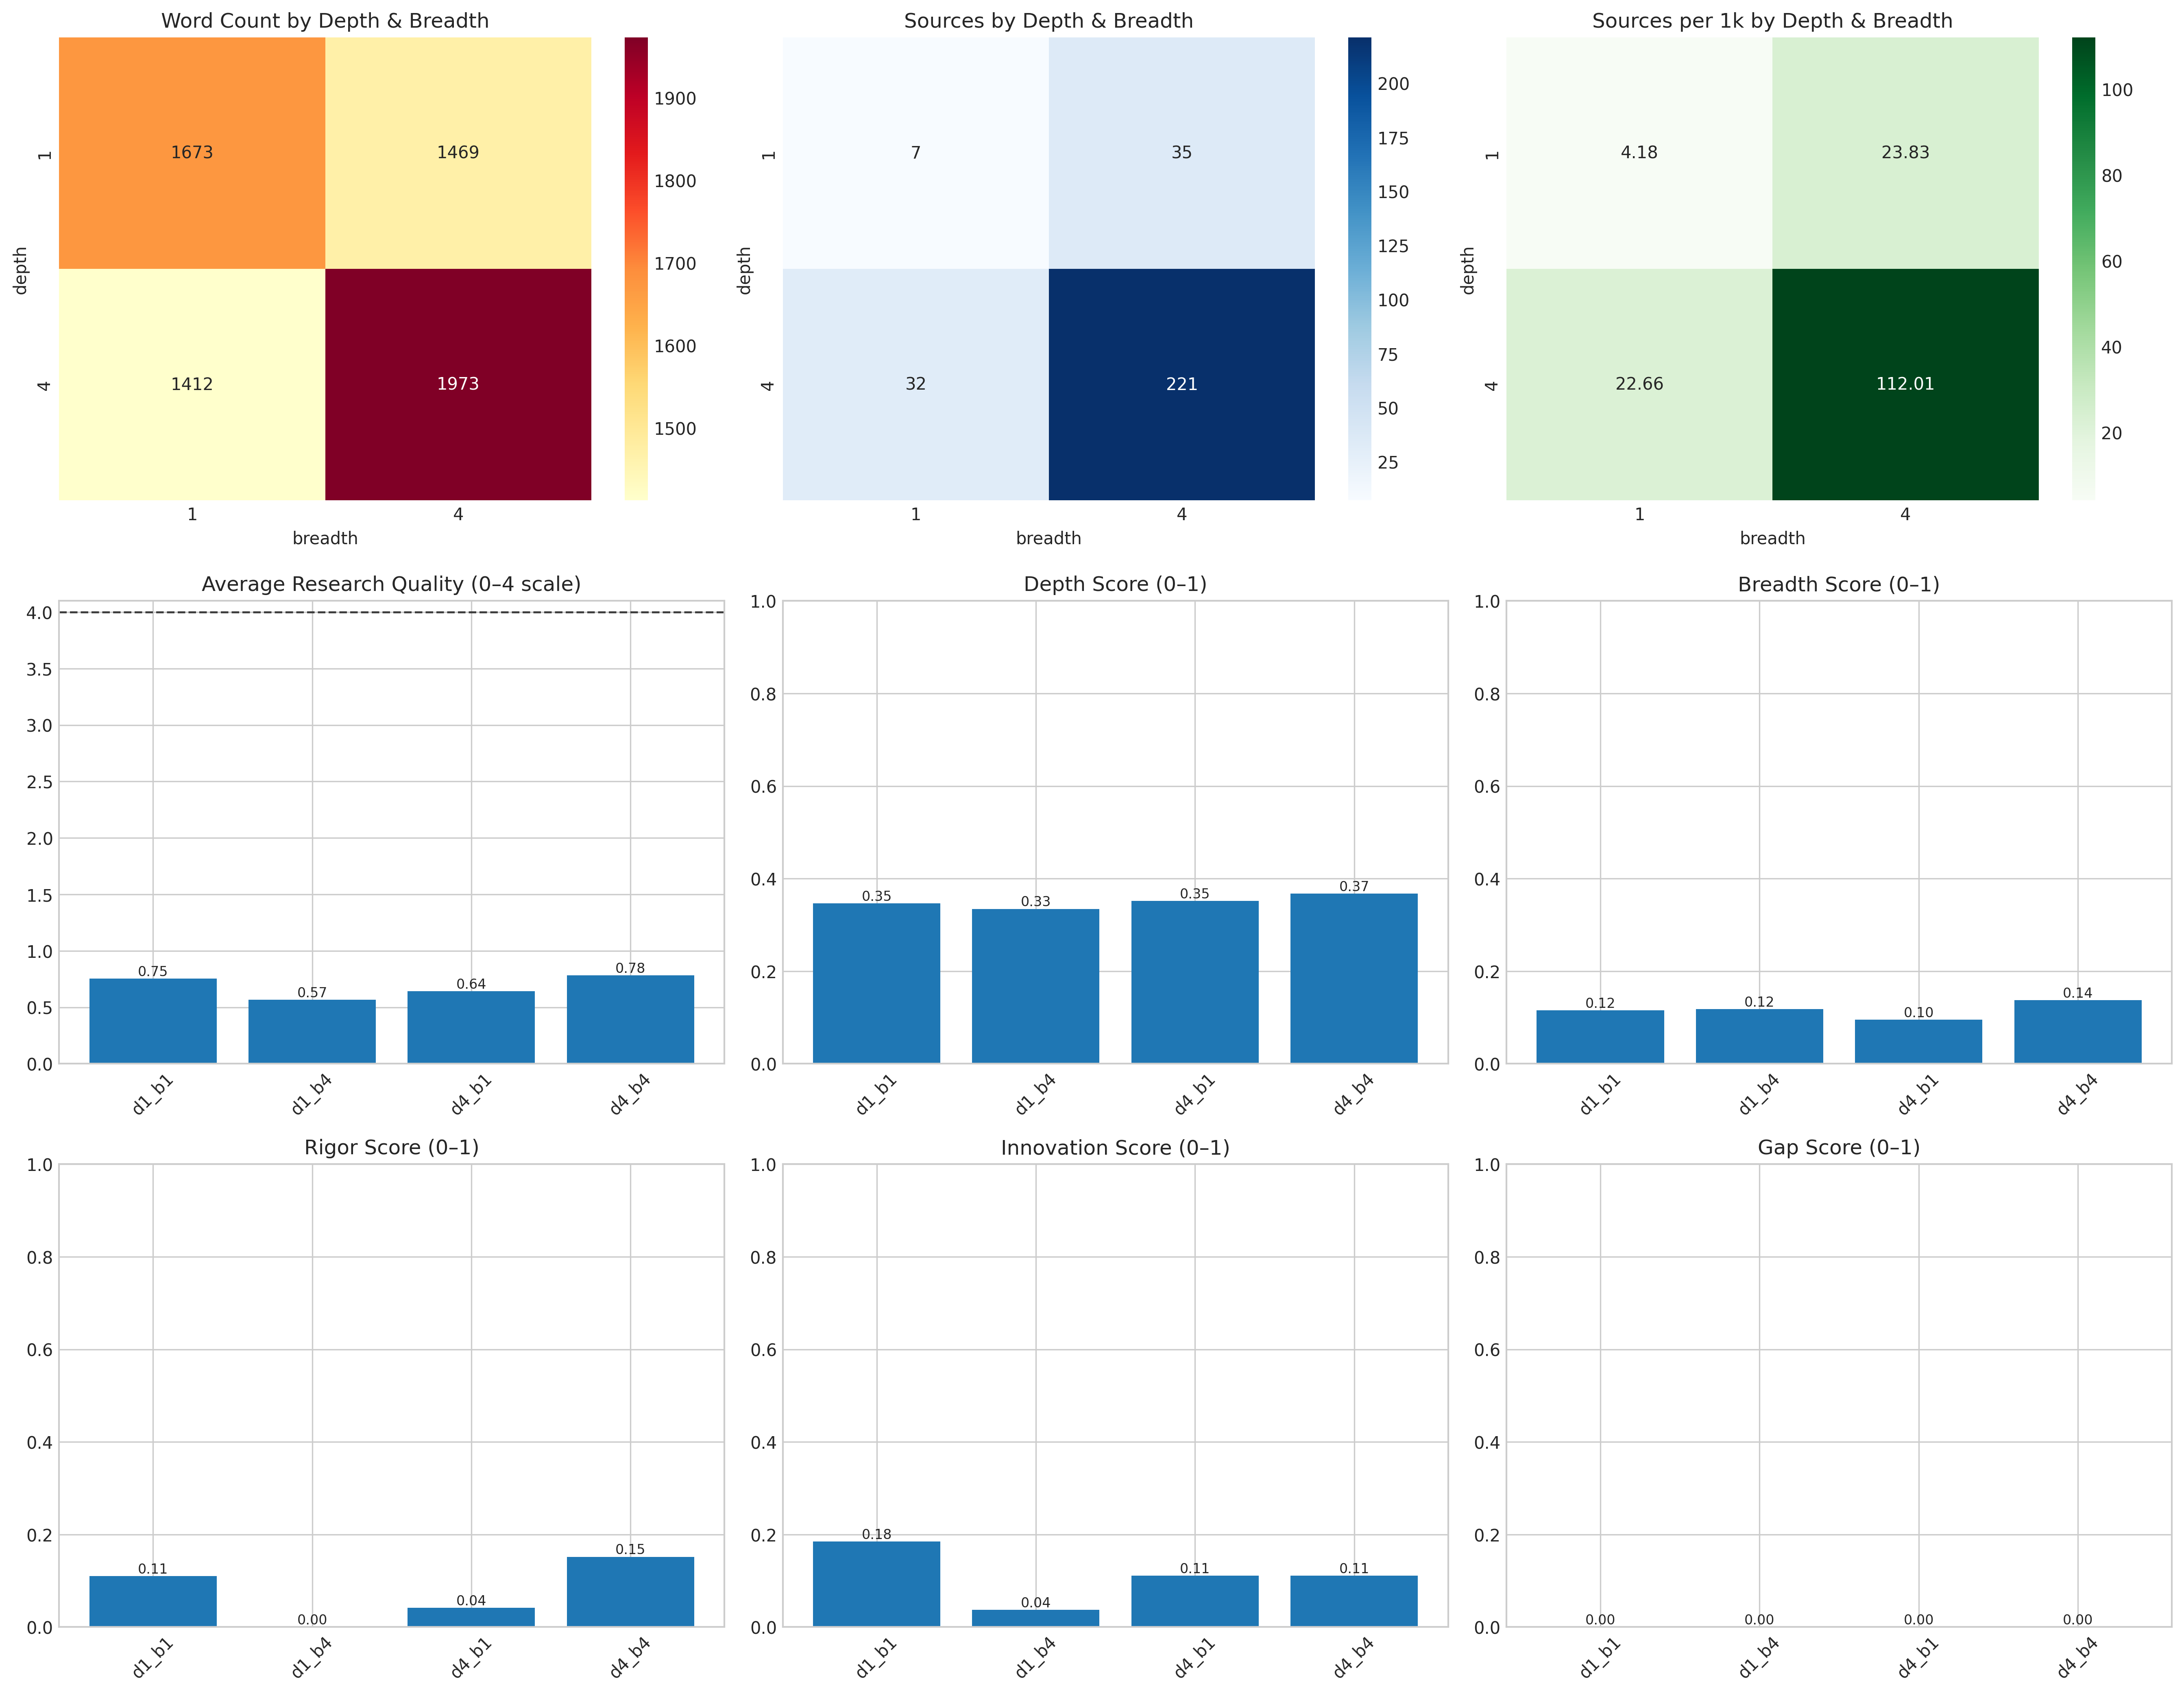 Word Count by Depth & Breadth
1673
1469
1412
1973
1
4
depth
1
4
breadth
1900
1800
1700
1600
1500
Sources by Depth & Breadth
7
35
32
221
1
4
depth
1
4
breadth
200
175
150
125
100
75
50
25
Sources per 1k by Depth & Breadth
4.18
23.83
22.66
112.01
1
4
depth
1
4
breadth
100
80
60
40
20
Average Research Quality (0–4 scale)
4.0
3.5
3.0
2.5
2.0
1.5
1.0
0.5
0.0
0.75
0.57
0.64
0.78
d1_b1
d1_b4
d4_b1
d4_b4
Depth Score (0–1)
1.0
0.8
0.6
0.4
0.2
0.0
0.35
0.33
0.35
0.37
d1_b1
d1_b4
d4_b1
d4_b4
Breadth Score (0–1)
1.0
0.8
0.6
0.4
0.2
0.0
0.12
0.12
0.10
0.14
d1_b1
d1_b4
d4_b1
d4_b4
Rigor Score (0–1)
1.0
0.8
0.6
0.4
0.2
0.0
0.11
0.00
0.04
0.15
d1_b1
d1_b4
d4_b1
d4_b4
Innovation Score (0–1)
1.0
0.8
0.6
0.4
0.2
0.0
0.18
0.04
0.11
0.11
d1_b1
d1_b4
d4_b1
d4_b4
Gap Score (0–1)
1.0
0.8
0.6
0.4
0.2
0.0
0.00
0.00
0.00
0.00
d1_b1
d1_b4
d4_b1
d4_b4